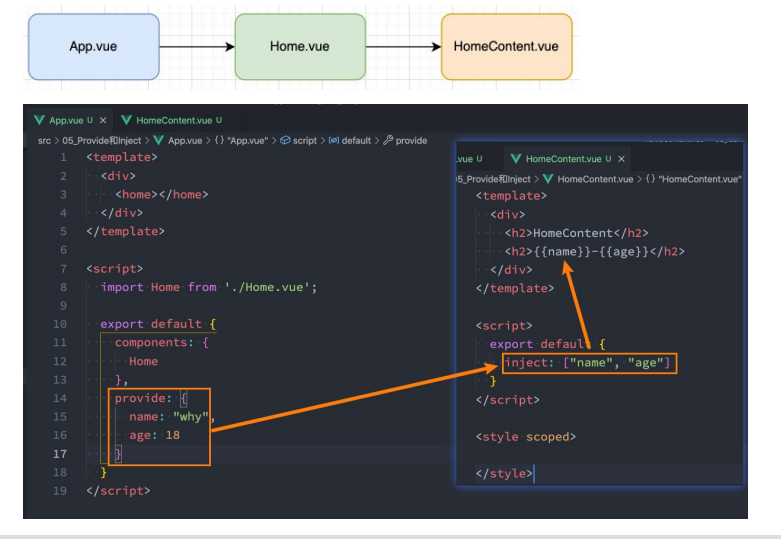 App.vue
Home.vue
HomeContent.vue
App.vue U × HomeContent.vue U
src > 05_Provide和Inject > App.vue > {} "App.vue" > script > default > provide
1 <template>
2 <div>
3 <home></home>
4 </div>
5 </template>
6
7 <script>
8 import Home from './Home.vue';
9
10 export default {
11 components: {
12 Home
13 },
14 provide: {
15 name: "why",
16 age: 18
17 }
18 }
19 </script>
.vue U HomeContent.vue U ×
5_Provide和Inject > HomeContent.vue > {} "HomeContent.vue"
<template>
<div>
<h2>HomeContent</h2>
<h2>{{name}}-{{age}}</h2>
</div>
</template>
<script>
export default {
inject: ["name", "age"]
}
</script>
<style scoped>
</style>